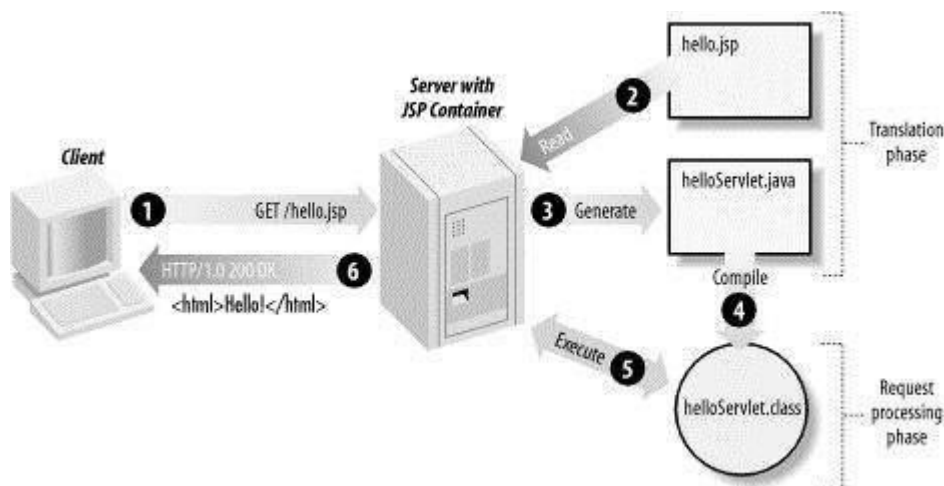 hello.jsp
Server with
JSP Container
2
Read
Translation
phase
Client
helloServlet.java
1
GET /hello.jsp
3
Generate
HTTP/1.0 200 OK
6
<html>Hello!</html>
Compile
4
Execute
5
helloServlet.class
Request
processing
phase